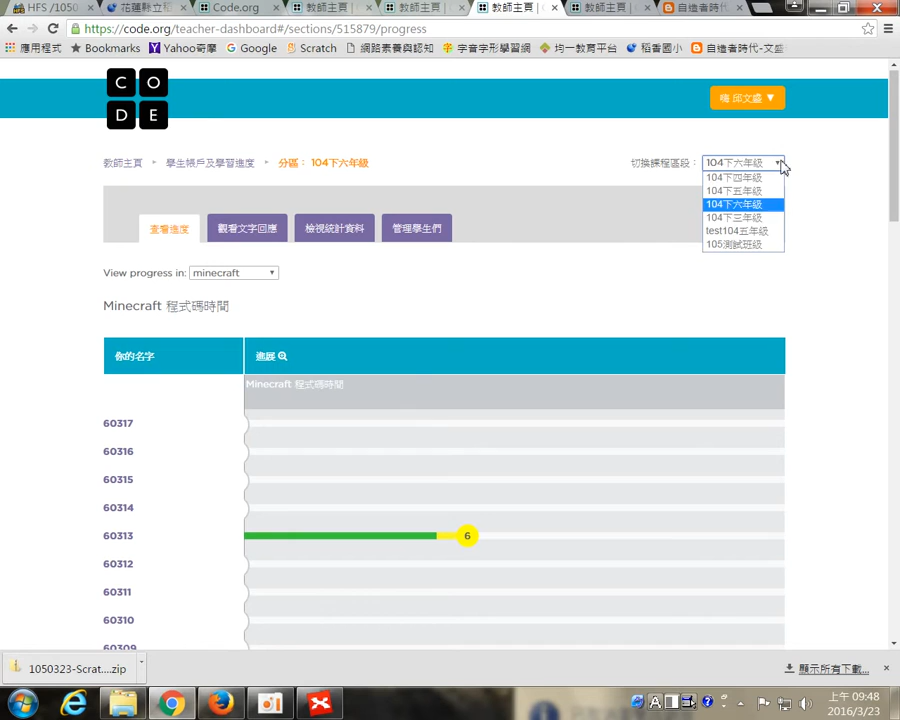 HFS /1050
花蓮縣立稻
Code.org
教師主頁 |
教師主頁 |
教師主頁 | (
教師主頁 | (
自造者時代
https://code.org/teacher-dashboard#/sections/515879/progress
應用程式 Bookmarks Yahoo奇摩 Google Scratch 網路素養與認知 字音字形學習網 均一教育平台 稻香國小 自造者時代-文盛
C O
D E
嗨 邱文盛 ▼
教師主頁 ▸ 學生帳戶及學習進度 ▸ 分區: 104下六年級
切換課程區段: 104下六年級
104下四年級
104下五年級
104下六年級
104下三年級
test104五年級
105測試班級
查看進度 觀看文字回應 檢視統計資料 管理學生們
View progress in: minecraft
Minecraft 程式碼時間
你的名字 進展
Minecraft 程式碼時間
60317
60316
60315
60314
60313 6
60312
60311
60310
60309
1050323-Scrat....zip
顯示所有下載...
上午 09:48
2016/3/23